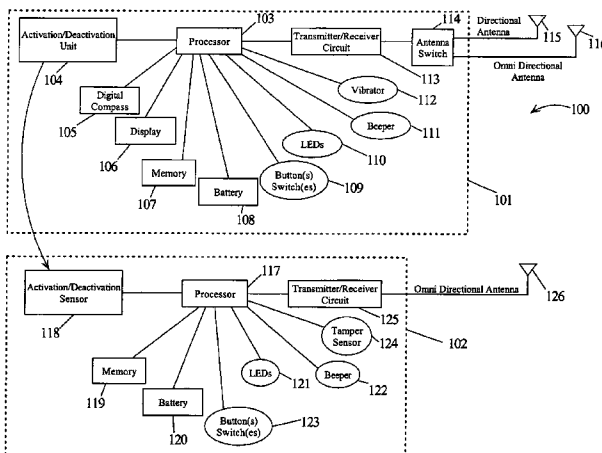 103
114
Activation/Deactivation
Unit
Processor
Transmitter/Receiver
Circuit
Antenna
Switch
Directional
Antenna
115
116
Omni Directional
Antenna
104
113
100
Digital
Compass
105
Vibrator
112
Display
106
Beeper
111
LEDs
110
Memory
107
Battery
108
Button(s)
Switch(es)
109
101
117
Activation/Deactivation
Sensor
Processor
Transmitter/Receiver
Circuit
Omni Directional Antenna
126
118
125
102
Tamper
Sensor
124
Memory
119
LEDs
121
Beeper
122
Battery
120
Button(s)
Switch(es)
123